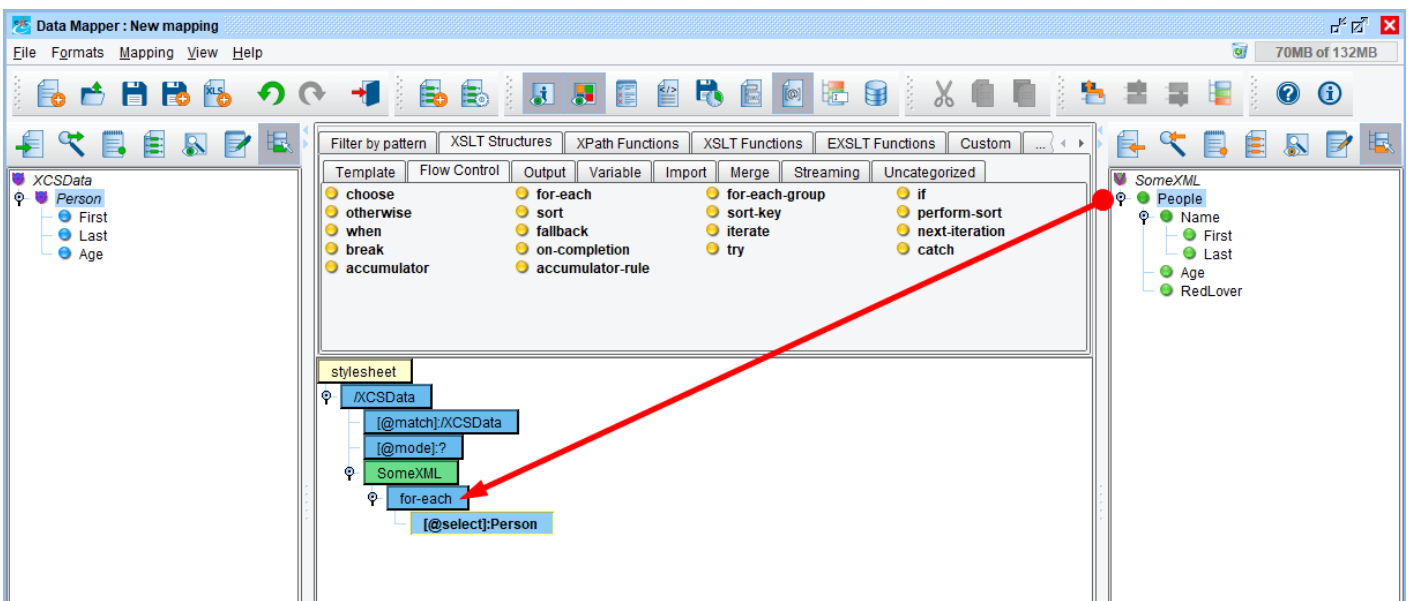 Data Mapper : New mapping
File Formats Mapping View Help
70MB of 132MB
XLS
Filter by pattern XSLT Structures XPath Functions XSLT Functions EXSLT Functions Custom ...
Template Flow Control Output Variable Import Merge Streaming Uncategorized
choose for-each for-each-group if
otherwise sort sort-key perform-sort
when fallback iterate next-iteration
break on-completion try catch
accumulator accumulator-rule
XCSData
Person
First
Last
Age
stylesheet
/XCSData
[@match]:/XCSData
[@mode]:?
SomeXML
for-each
[@select]:Person
SomeXML
People
Name
First
Last
Age
RedLover